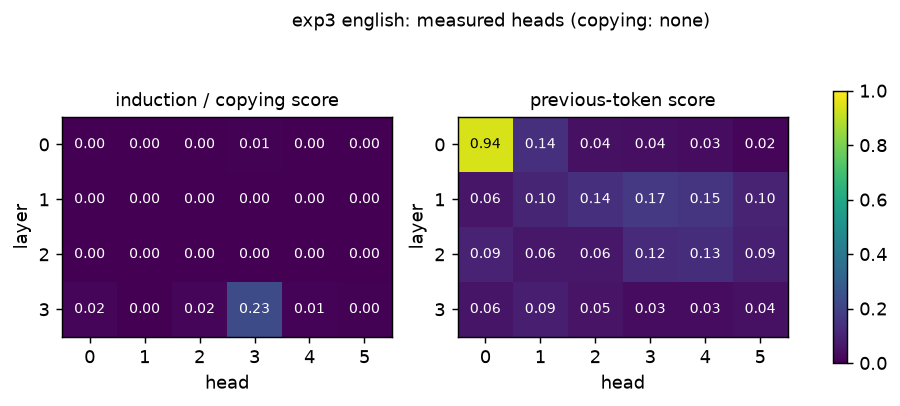 exp3 english: measured heads (copying: none)
induction / copying score
previous-token score
layer
0 0.00 0.00 0.00 0.01 0.00 0.00
1 0.00 0.00 0.00 0.00 0.00 0.00
2 0.00 0.00 0.00 0.00 0.00 0.00
3 0.02 0.00 0.02 0.23 0.01 0.00
0 1 2 3 4 5
head
layer
0 0.94 0.14 0.04 0.04 0.03 0.02
1 0.06 0.10 0.14 0.17 0.15 0.10
2 0.09 0.06 0.06 0.12 0.13 0.09
3 0.06 0.09 0.05 0.03 0.03 0.04
0 1 2 3 4 5
head
1.0
0.8
0.6
0.4
0.2
0.0